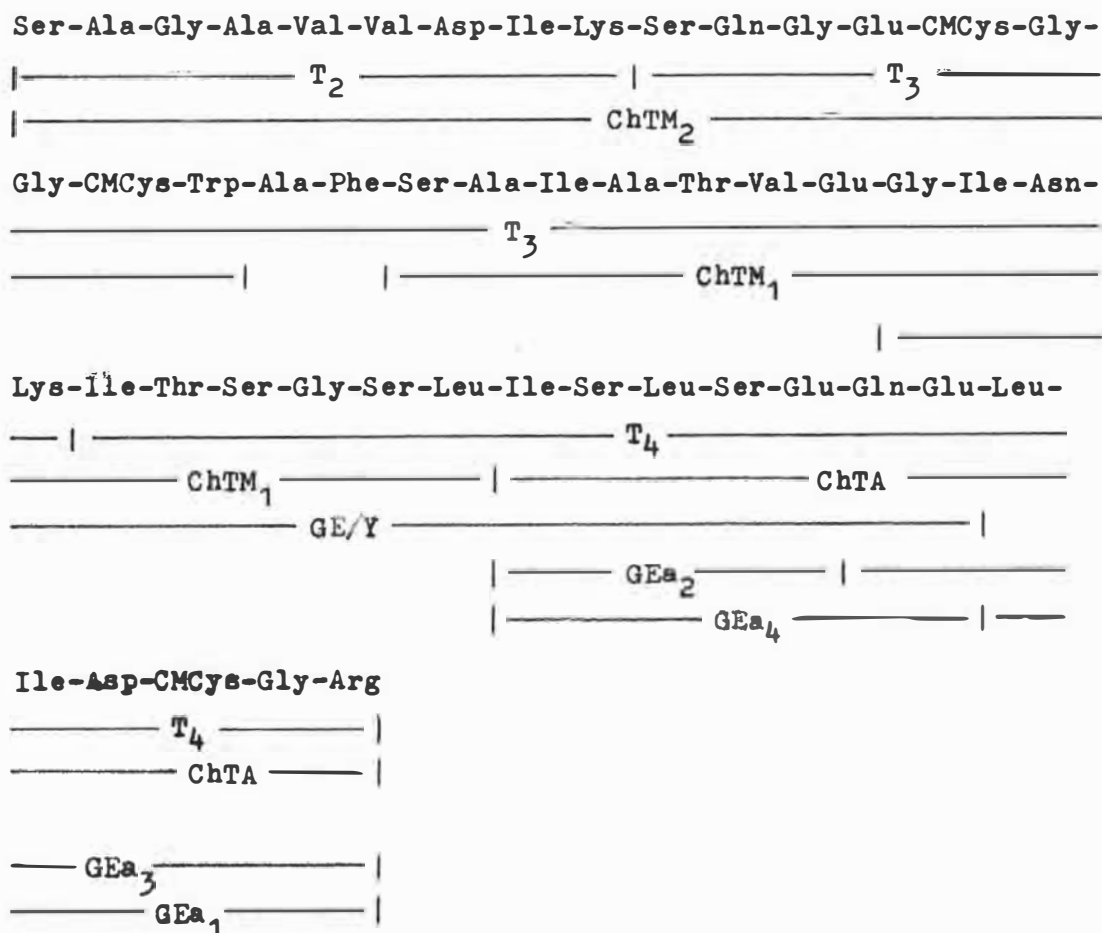 Ser-Ala-Gly-Ala-Val-Val-Asp-Ile-Lys-Ser-Gln-Gly-Glu-CMCys-Gly-
T2 T3
ChTM2
Gly-CMCys-Trp-Ala-Phe-Ser-Ala-Ile-Ala-Thr-Val-Glu-Gly-Ile-Asn-
T3
ChTM1
Lys-Ile-Thr-Ser-Gly-Ser-Leu-Ile-Ser-Leu-Ser-Glu-Gln-Glu-Leu-
T4
ChTM1 ChTA
GE/Y
GEa2
GEa4
Ile-Asp-CMCys-Gly-Arg
T4
ChTA
GEa3
GEa1